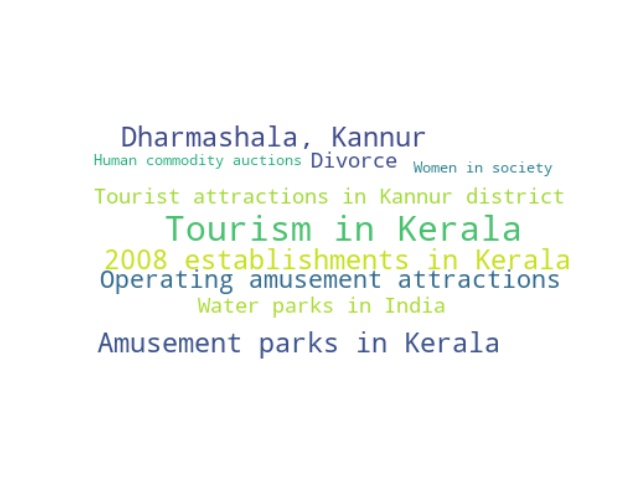 Dharmashala, Kannur
Human commodity auctions
Divorce
Women in society
Tourist attractions in Kannur district
Tourism in Kerala
2008 establishments in Kerala
Operating amusement attractions
Water parks in India
Amusement parks in Kerala